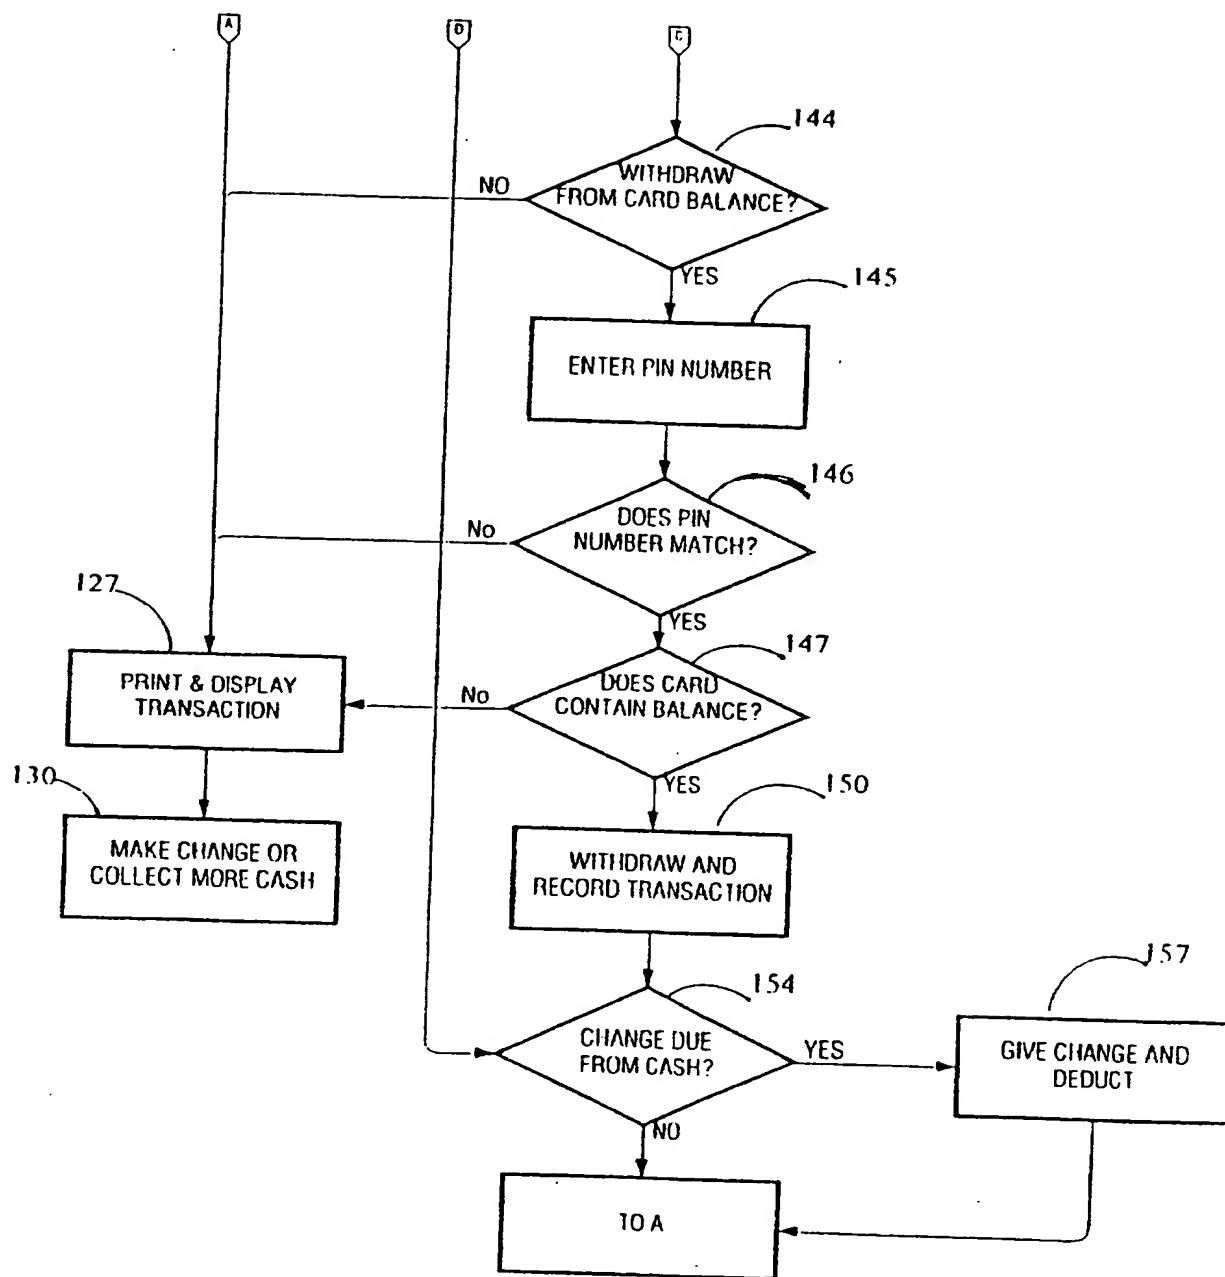 A
D
144
WITHDRAW
FROM CARD BALANCE?
NO
YES
145
ENTER PIN NUMBER
146
DOES PIN
NUMBER MATCH?
No
YES
127
PRINT & DISPLAY
TRANSACTION
147
DOES CARD
CONTAIN BALANCE?
No
YES
130
MAKE CHANGE OR
COLLECT MORE CASH
150
WITHDRAW AND
RECORD TRANSACTION
154
CHANGE DUE
FROM CASH?
YES
NO
157
GIVE CHANGE AND
DEDUCT
TO A